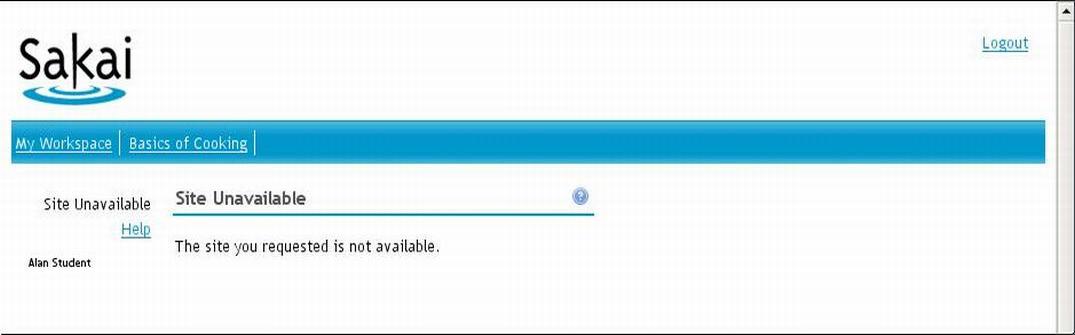 Sakai
Logout
My Workspace Basics of Cooking
Site Unavailable
Help
Alan Student
Site Unavailable ?
The site you requested is not available.